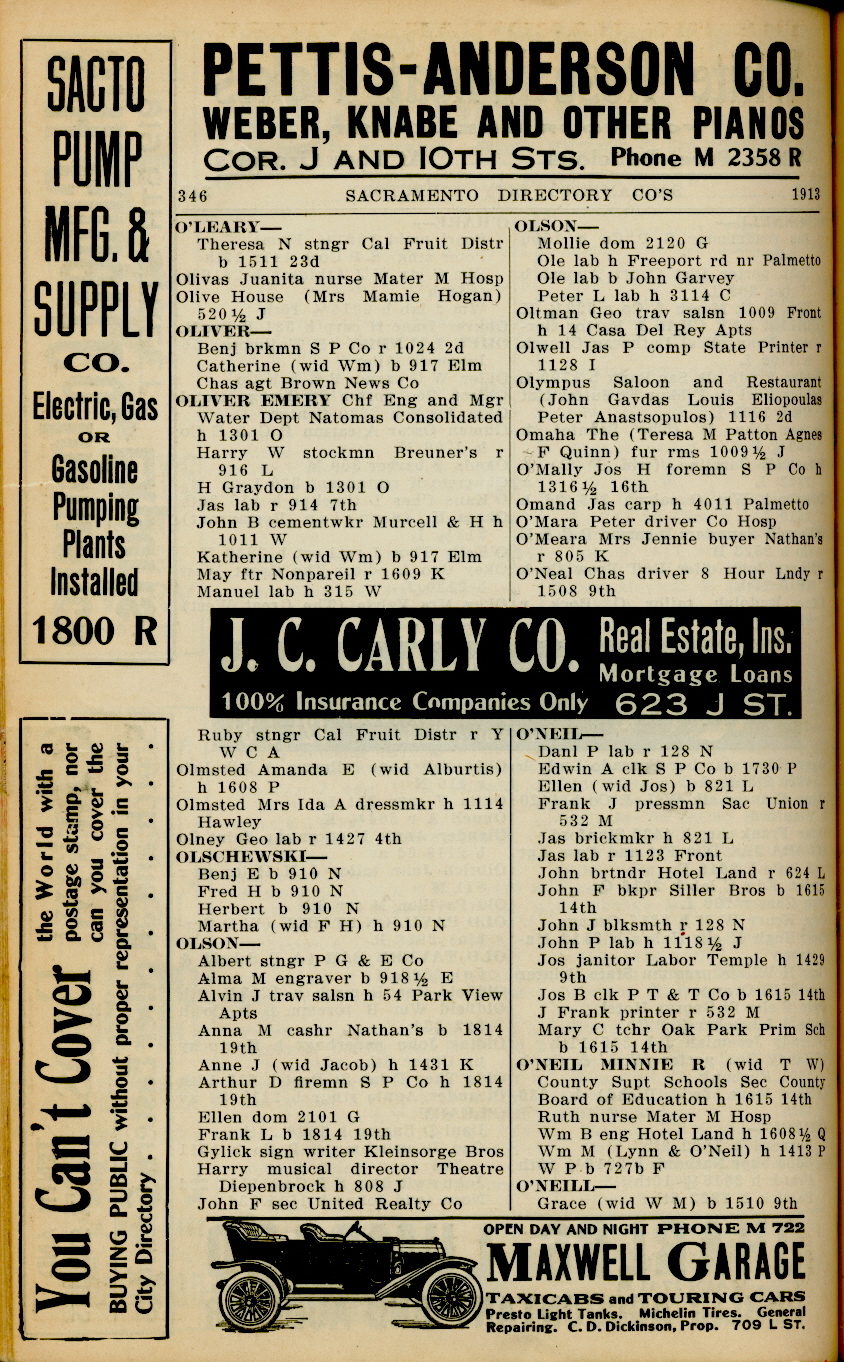 PETTIS-ANDERSON CO.
WEBER, KNABE AND OTHER PIANOS
COR. J AND 10TH STS. Phone M 2358 R
SACTO
PUMP
MFG. &
SUPPLY
CO.
Electric, Gas
OR
Gasoline
Pumping
Plants
Installed
1800 R
You Can't Cover the World with a
postage stamp, nor
can you cover the
BUYING PUBLIC without proper representation in your
City Directory . . . . . . . . . . .
346 SACRAMENTO DIRECTORY CO'S 1913
O'LEARY—
Theresa N stngr Cal Fruit Distr
b 1511 23d
Olivas Juanita nurse Mater M Hosp
Olive House (Mrs Mamie Hogan)
520½ J
OLIVER—
Benj brkmn S P Co r 1024 2d
Catherine (wid Wm) b 917 Elm
Chas agt Brown News Co
OLIVER EMERY Chf Eng and Mgr
Water Dept Natomas Consolidated
h 1301 O
Harry W stockmn Breuner's r
916 L
H Graydon b 1301 O
Jas lab r 914 7th
John B cementwkr Murcell & H h
1011 W
Katherine (wid Wm) b 917 Elm
May ftr Nonpareil r 1609 K
Manuel lab h 315 W
OLSON—
Mollie dom 2120 G
Ole lab h Freeport rd nr Palmetto
Ole lab b John Garvey
Peter L lab h 3114 C
Oltman Geo trav salsn 1009 Front
h 14 Casa Del Rey Apts
Olwell Jas P comp State Printer r
1128 I
Olympus Saloon and Restaurant
(John Gavdas Louis Eliopoulas
Peter Anastsopulos) 1116 2d
Omaha The (Teresa M Patton Agnes
F Quinn) fur rms 1009½ J
O'Mally Jos H foremn S P Co h
1316½ 16th
Omand Jas carp h 4011 Palmetto
O'Mara Peter driver Co Hosp
O'Meara Mrs Jennie buyer Nathan's
r 805 K
O'Neal Chas driver 8 Hour Lndy r
1508 9th
J. C. CARLY CO. Real Estate, Ins.
Mortgage Loans
100% Insurance Companies Only 623 J ST.
Ruby stngr Cal Fruit Distr r Y
W C A
Olmsted Amanda E (wid Alburtis)
h 1608 P
Olmsted Mrs Ida A dressmkr h 1114
Hawley
Olney Geo lab r 1427 4th
OLSCHEWSKI—
Benj E b 910 N
Fred H b 910 N
Herbert b 910 N
Martha (wid F H) h 910 N
OLSON—
Albert stngr P G & E Co
Alma M engraver b 918½ E
Alvin J trav salsn h 54 Park View
Apts
Anna M cashr Nathan's b 1814
19th
Anne J (wid Jacob) h 1431 K
Arthur D firemn S P Co h 1814
19th
Ellen dom 2101 G
Frank L b 1814 19th
Gylick sign writer Kleinsorge Bros
Harry musical director Theatre
Diepenbrock h 808 J
John F sec United Realty Co
O'NEIL—
Danl P lab r 128 N
Edwin A clk S P Co b 1730 P
Ellen (wid Jos) b 821 L
Frank J pressmn Sac Union r
532 M
Jas brickmkr h 821 L
Jas lab r 1123 Front
John brtndr Hotel Land r 624 L
John F bkpr Siller Bros b 1615
14th
John J blksmth r 128 N
John P lab h 1118½ J
Jos janitor Labor Temple h 1429
9th
Jos B clk P T & T Co b 1615 14th
J Frank printer r 532 M
Mary C tchr Oak Park Prim Sch
b 1615 14th
O'NEIL MINNIE R (wid T W)
County Supt Schools Sec County
Board of Education h 1615 14th
Ruth nurse Mater M Hosp
Wm B eng Hotel Land h 1608½ Q
Wm M (Lynn & O'Neil) h 1413 P
W P b 727b F
O'NEILL—
Grace (wid W M) b 1510 9th
OPEN DAY AND NIGHT PHONE M 722
MAXWELL GARAGE
TAXICABS and TOURING CARS
Presto Light Tanks. Michelin Tires. General
Repairing. C. D. Dickinson, Prop. 709 L ST.